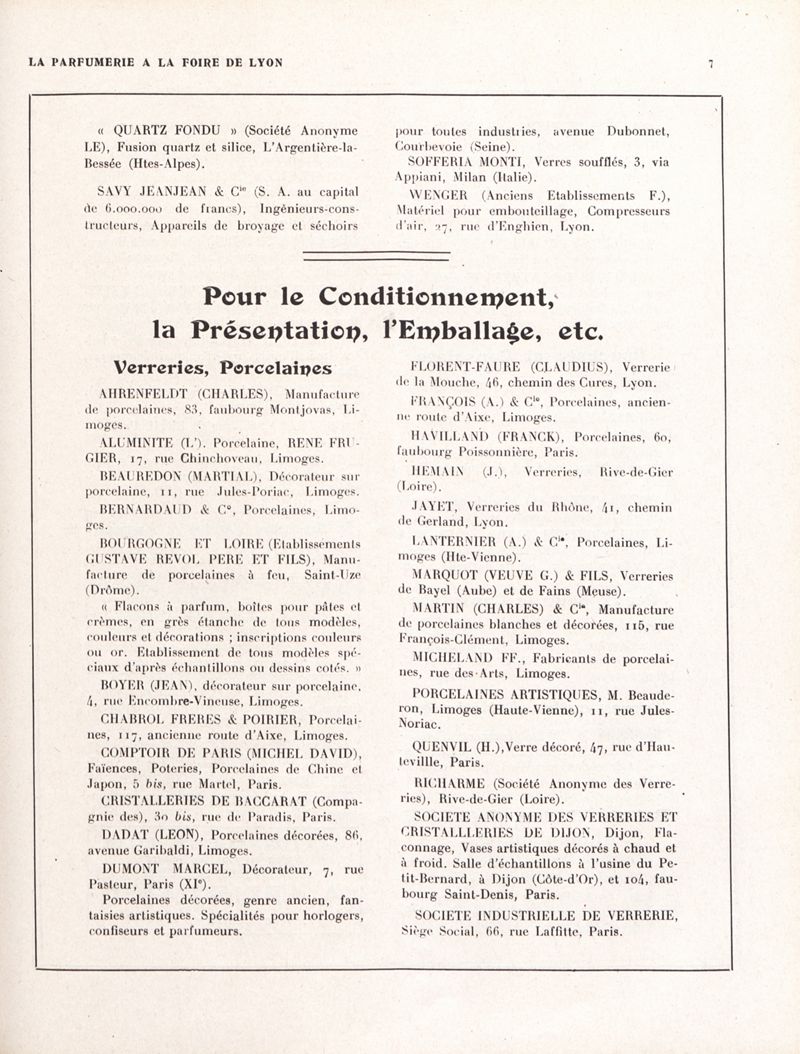 LA PARFUMERIE A LA FOIRE DE LYON
7
« QUARTZ FONDU » (Société Anonyme
LE), Fusion quartz et silice, L'Argentière-la-
Bessée (Htes-Alpes).
SAVY JEANJEAN & Cie (S. A. au capital
de 6.000.000 de francs), Ingénieurs-cons-
tructeurs, Appareils de broyage et séchoirs
pour toutes industries, avenue Dubonnet,
Courbevoie (Seine).
SOFFERIA MONTI, Verres soufflés, 3, via
Appiani, Milan (Italie).
WENGER (Anciens Etablissements F.),
Matériel pour embouteillage, Compresseurs
d'air, 27, rue d'Enghien, Lyon.
Pour le Conditionnement,
la Présentation, l'Emballage, etc.
Verreries, Porcelaines
AHRENFELDT (CHARLES), Manufacture
de porcelaines, 83, faubourg Montjovas, Li-
moges.
ALUMINITE (L'). Porcelaine, RENE FRU-
GIER, 17, rue Chinchoveau, Limoges.
BEAUREDON (MARTIAL), Décorateur sur
porcelaine, 11, rue Jules-Poriac, Limoges.
BERNARDAUD & Ce, Porcelaines, Limo-
ges.
BOURGOGNE ET LOIRE (Etablissements
GUSTAVE REVOL PERE ET FILS), Manu-
facture de porcelaines à feu, Saint-Uze
(Drôme).
« Flacons à parfum, boîtes pour pâtes et
crèmes, en grès étanche de tous modèles,
couleurs et décorations ; inscriptions couleurs
ou or. Etablissement de tous modèles spé-
ciaux d'après échantillons ou dessins cotés. »
BOYER (JEAN), décorateur sur porcelaine,
4, rue Encombre-Vineuse, Limoges.
CHABROL FRERES & POIRIER, Porcelai-
nes, 117, ancienne route d'Aixe, Limoges.
COMPTOIR DE PARIS (MICHEL DAVID),
Faïences, Poteries, Porcelaines de Chine et
Japon, 5 bis, rue Martel, Paris.
CRISTALLERIES DE BACCARAT (Compa-
gnie des), 30 bis, rue de Paradis, Paris.
DADAT (LEON), Porcelaines décorées, 86,
avenue Garibaldi, Limoges.
DUMONT MARCEL, Décorateur, 7, rue
Pasteur, Paris (XIe).
Porcelaines décorées, genre ancien, fan-
taisies artistiques. Spécialités pour horlogers,
confiseurs et parfumeurs.
FLORENT-FAURE (CLAUDIUS), Verrerie
de la Mouche, 46, chemin des Cures, Lyon.
FRANÇOIS (A.) & Cie, Porcelaines, ancien-
ne route d'Aixe, Limoges.
HAVILLAND (FRANCK), Porcelaines, 60,
faubourg Poissonnière, Paris.
HEMAIN (J.), Verreries, Rive-de-Gier
(Loire).
JAYET, Verreries du Rhône, 41, chemin
de Gerland, Lyon.
LANTERNIER (A.) & Cie, Porcelaines, Li-
moges (Hte-Vienne).
MARQUOT (VEUVE G.) & FILS, Verreries
de Bayel (Aube) et de Fains (Meuse).
MARTIN (CHARLES) & Cie, Manufacture
de porcelaines blanches et décorées, 115, rue
François-Clément, Limoges.
MICHELAND FF., Fabricants de porcelai-
nes, rue des Arts, Limoges.
PORCELAINES ARTISTIQUES, M. Beaude-
ron, Limoges (Haute-Vienne), 11, rue Jules-
Noriac.
QUENVIL (H.),Verre décoré, 47, rue d'Hau-
tevillle, Paris.
RICHARME (Société Anonyme des Verre-
ries), Rive-de-Gier (Loire).
SOCIETE ANONYME DES VERRERIES ET
CRISTALLLERIES DE DIJON, Dijon, Fla-
connage, Vases artistiques décorés à chaud et
à froid. Salle d'échantillons à l'usine du Pe-
tit-Bernard, à Dijon (Côte-d'Or), et 104, fau-
bourg Saint-Denis, Paris.
SOCIETE INDUSTRIELLE DE VERRERIE,
Siège Social, 66, rue Laffitte, Paris.